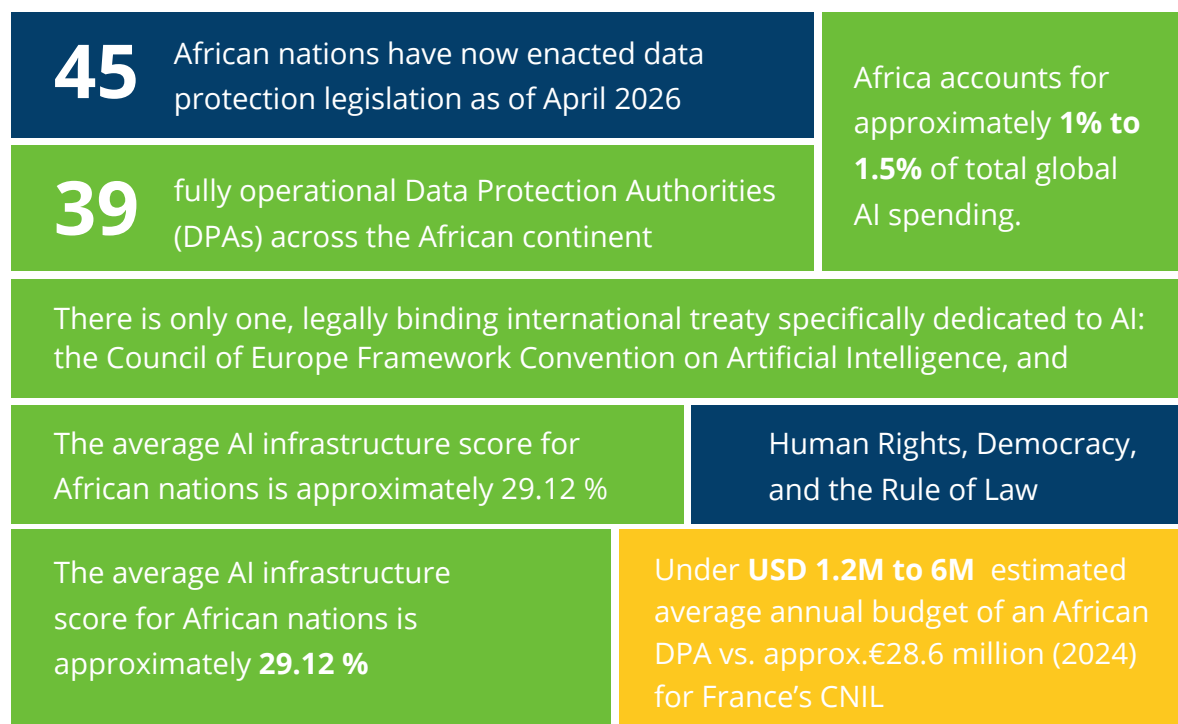 45
African nations have now enacted data
protection legislation as of April 2026
39
fully operational Data Protection Authorities
(DPAs) across the African continent
Africa accounts for
approximately 1% to
1.5% of total global
AI spending.
There is only one, legally binding international treaty specifically dedicated to AI:
the Council of Europe Framework Convention on Artificial Intelligence, and
The average AI infrastructure score for
African nations is approximately 29.12 %
Human Rights, Democracy,
and the Rule of Law
The average AI infrastructure
score for African nations is
approximately 29.12 %
Under USD 1.2M to 6M estimated
average annual budget of an African
DPA vs. approx.€28.6 million (2024)
for France’s CNIL